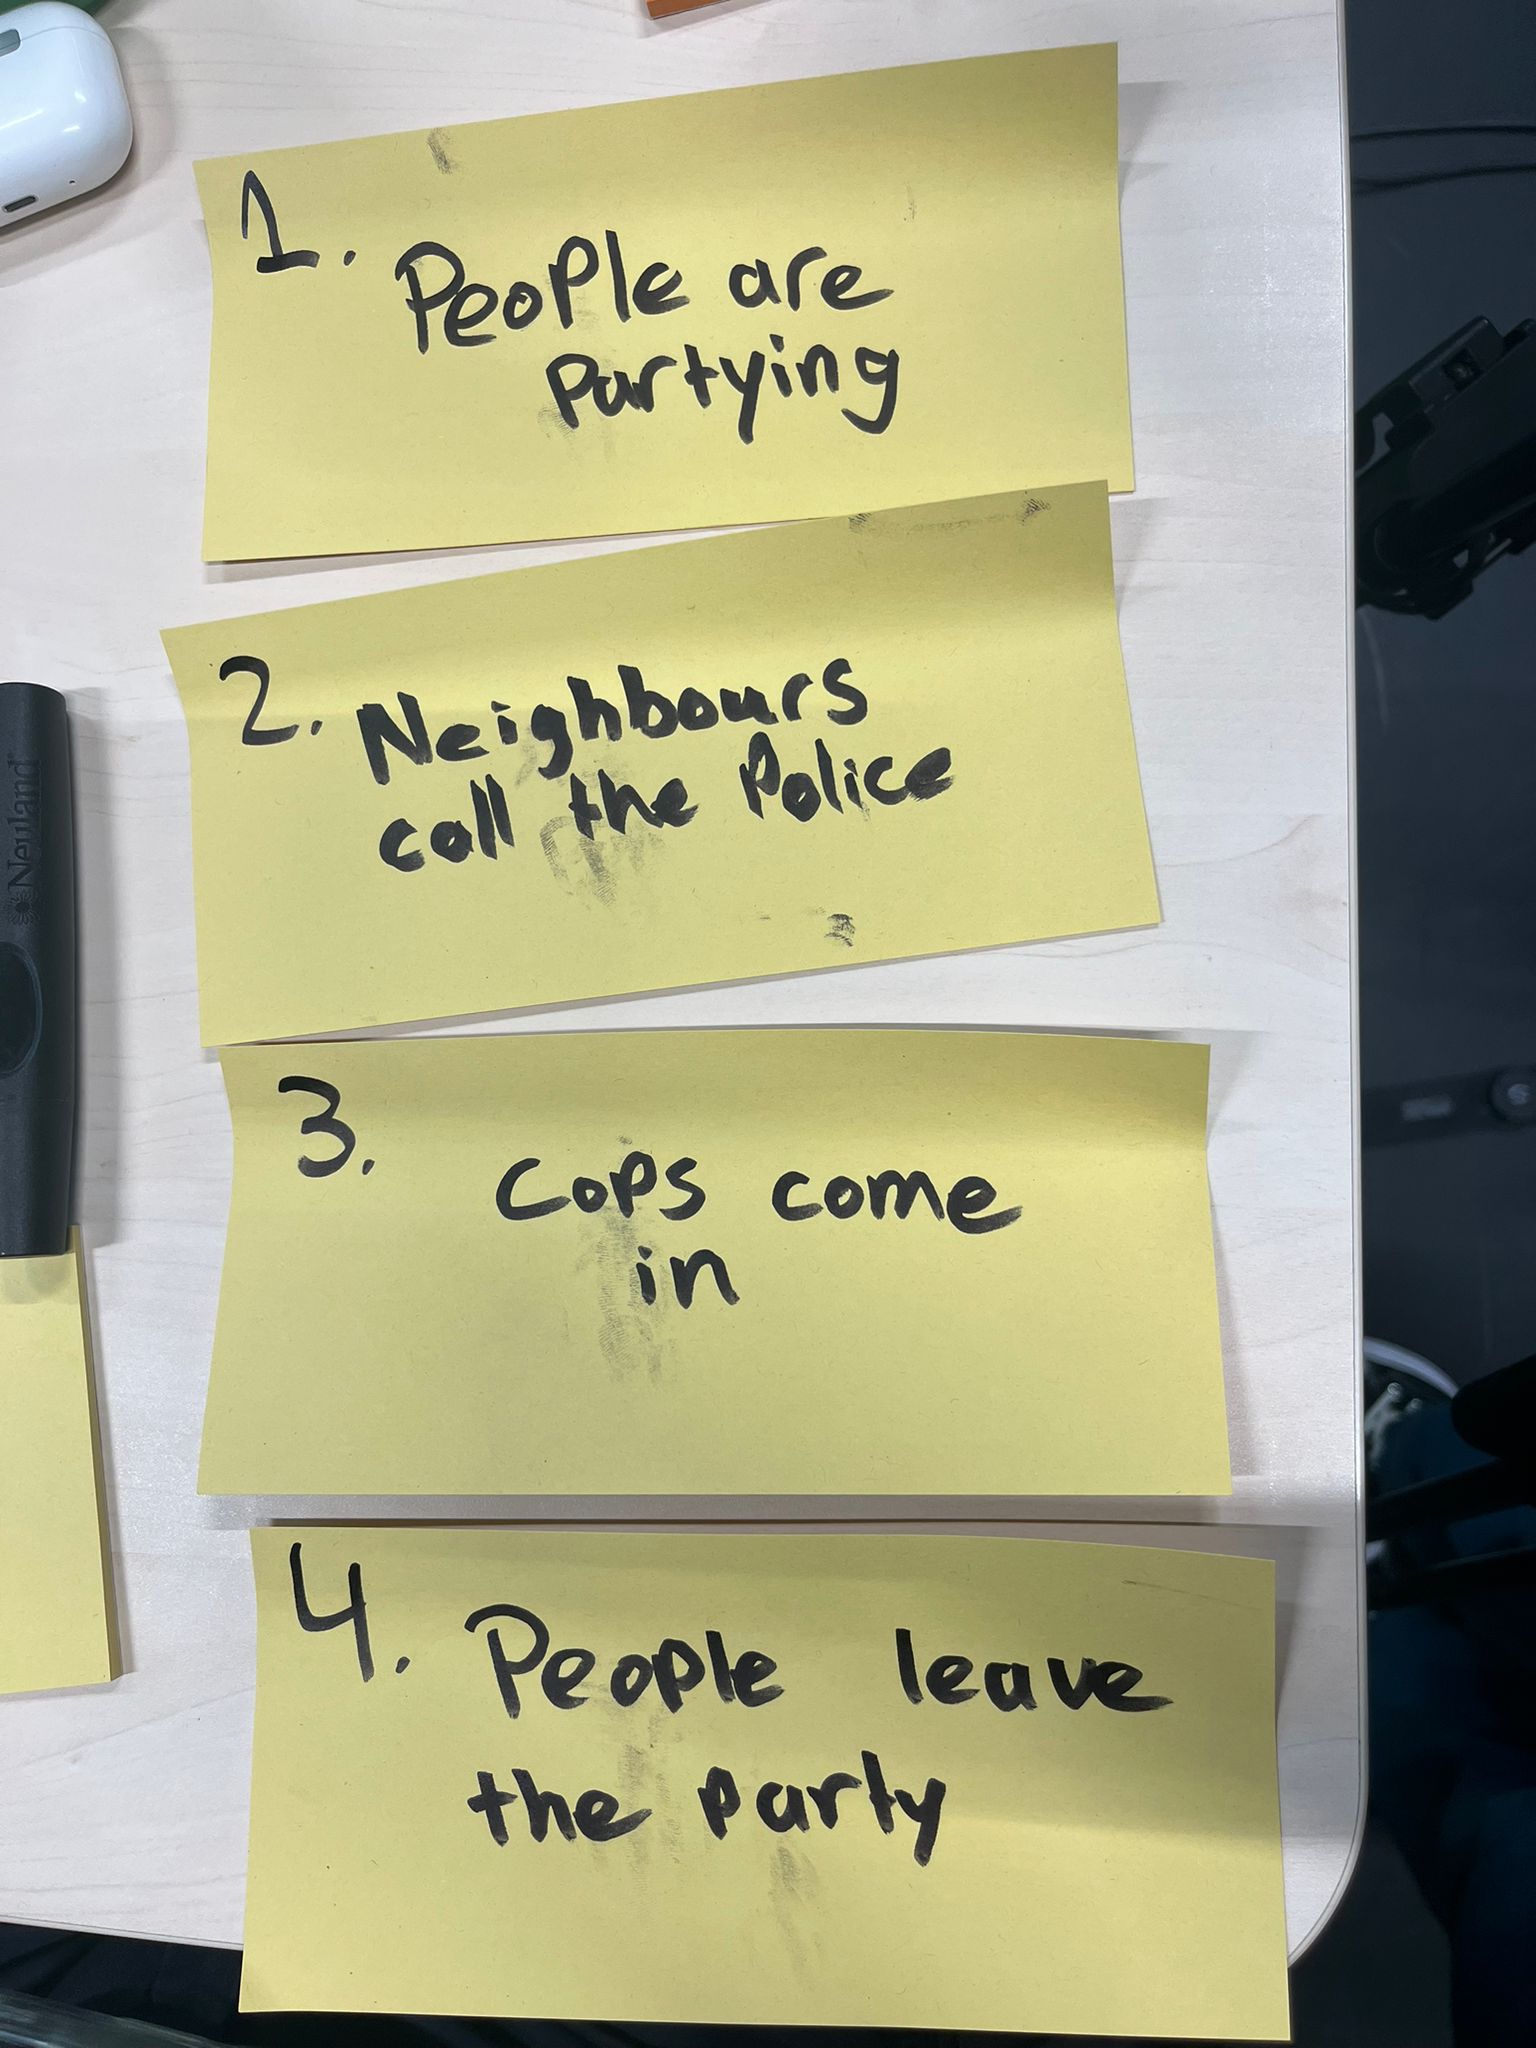 1. People are
partying
2. Neighbours
call the Police
3. Cops come
in
4. People leave
the party
Neuland